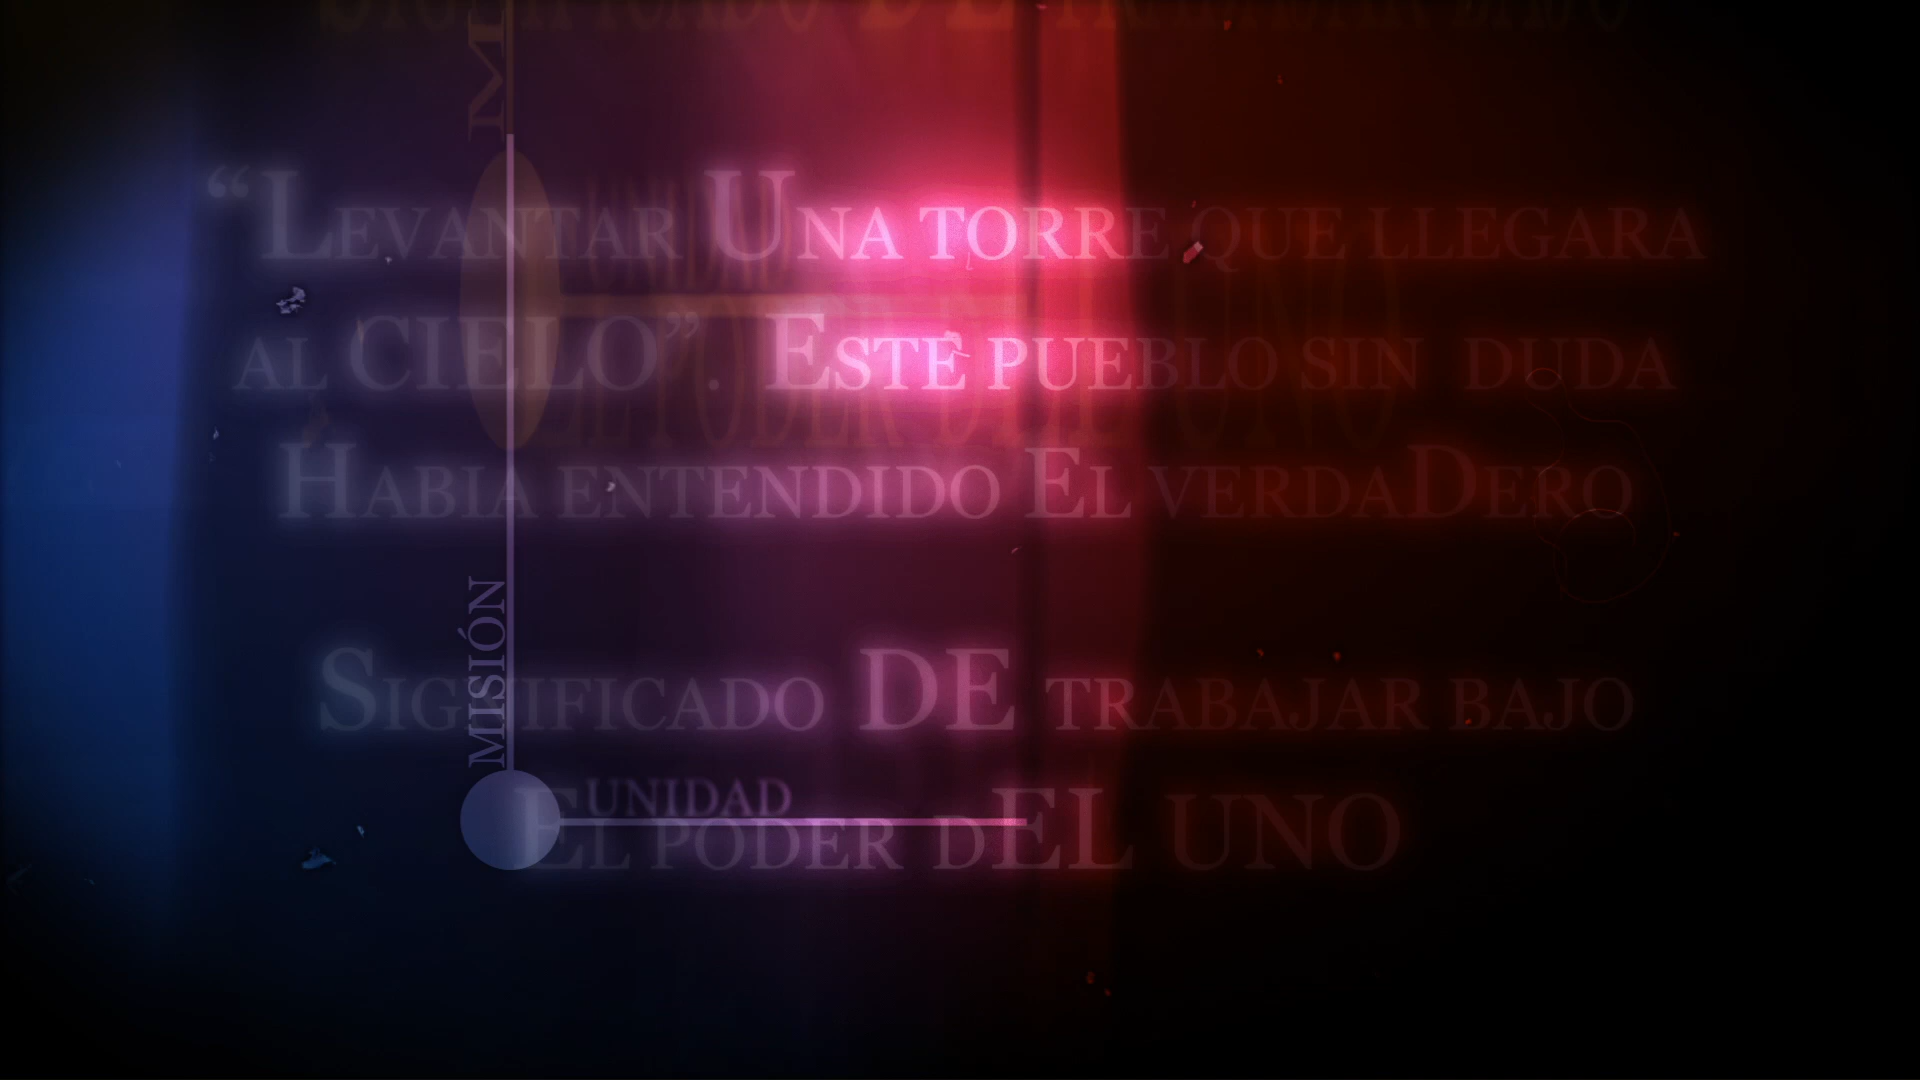 “Levantar Una torre que llegara
al CIELO”. Este pueblo sin duda
Habia entendido El verdaDero
MISIÓN
Significado DE trabajar bajo
UNIDAD
El poder dEL UNO